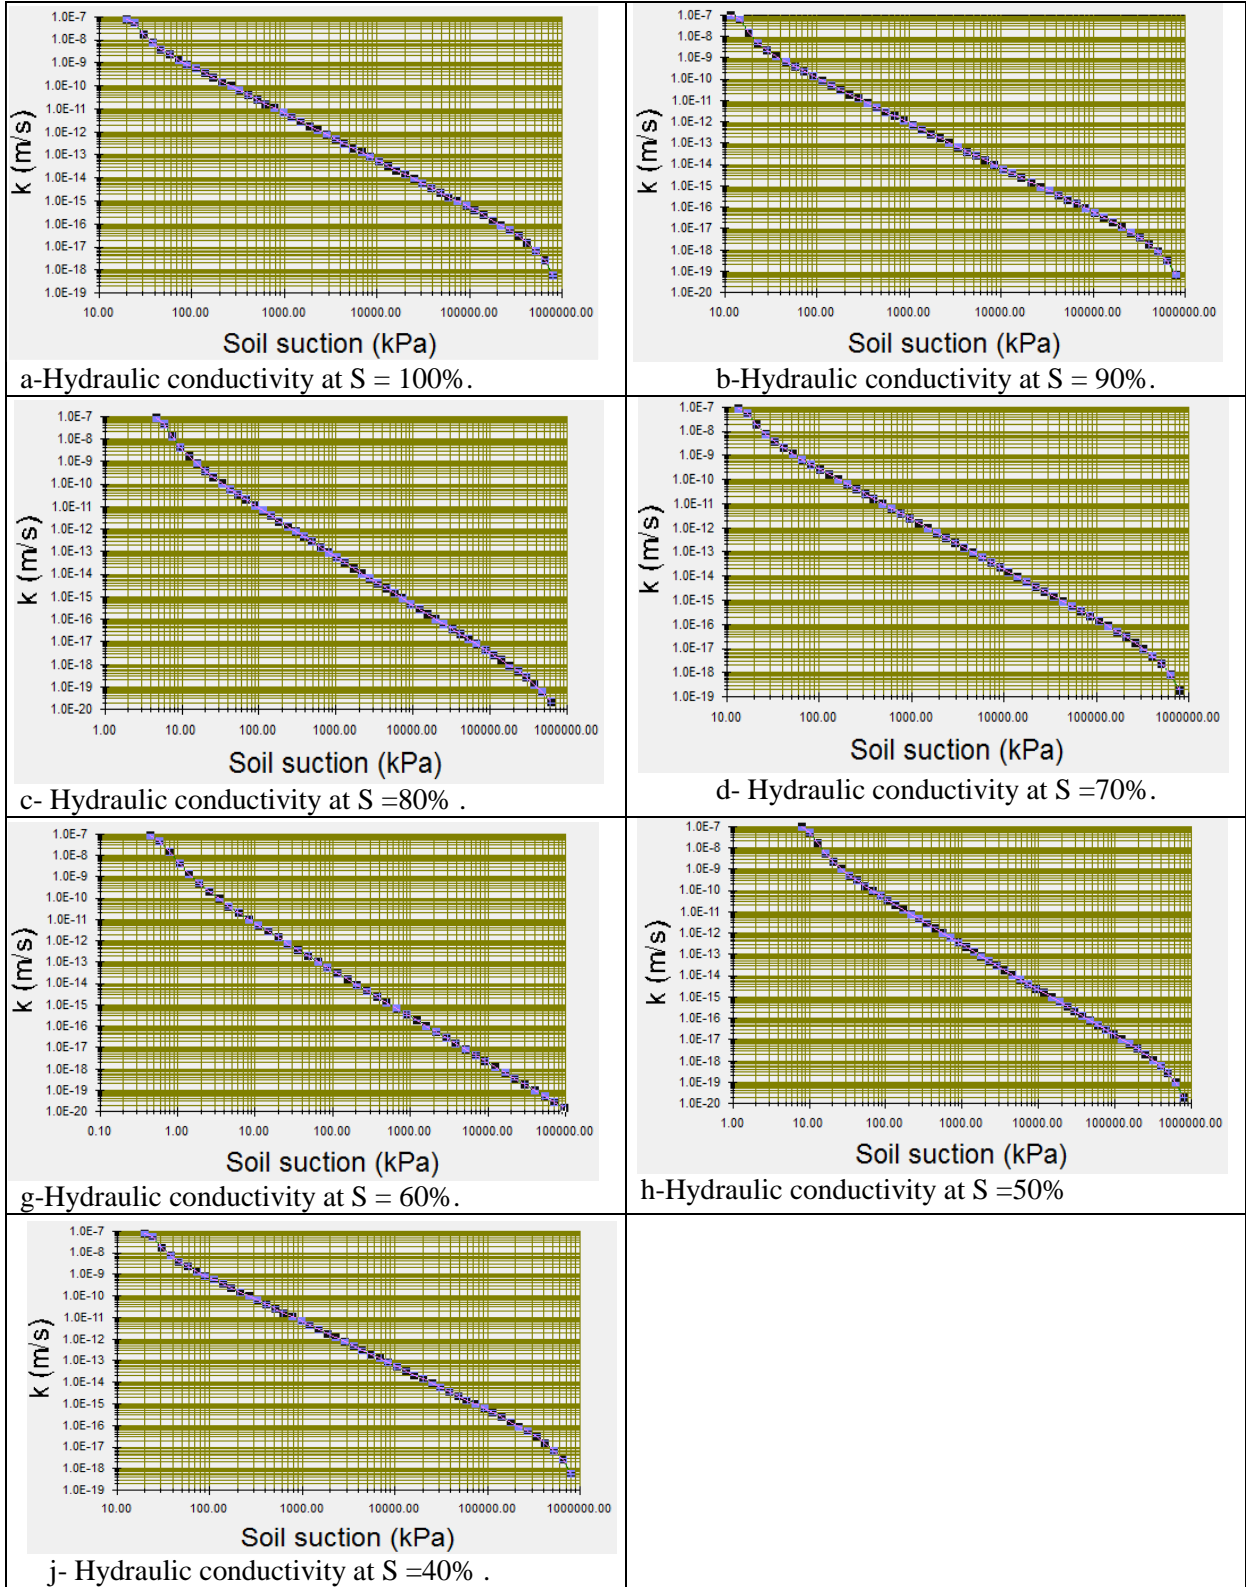 1.0E-7
1.0E-8
1.0E-9
1.0E-10
1.0E-11
1.0E-12
1.0E-13
1.0E-14
1.0E-15
1.0E-16
1.0E-17
1.0E-18
1.0E-19
k (m/s)
10.00 100.00 1000.00 10000.00 100000.00 1000000.00
Soil suction (kPa)
a-Hydraulic conductivity at S = 100%.
1.0E-7
1.0E-8
1.0E-9
1.0E-10
1.0E-11
1.0E-12
1.0E-13
1.0E-14
1.0E-15
1.0E-16
1.0E-17
1.0E-18
1.0E-19
1.0E-20
k (m/s)
10.00 100.00 1000.00 10000.00 100000.00 1000000.00
Soil suction (kPa)
b-Hydraulic conductivity at S = 90%.
1.0E-7
1.0E-8
1.0E-9
1.0E-10
1.0E-11
1.0E-12
1.0E-13
1.0E-14
1.0E-15
1.0E-16
1.0E-17
1.0E-18
1.0E-19
1.0E-20
k (m/s)
1.00 10.00 100.00 1000.00 10000.00 100000.00 1000000.00
Soil suction (kPa)
c- Hydraulic conductivity at S =80% .
1.0E-7
1.0E-8
1.0E-9
1.0E-10
1.0E-11
1.0E-12
1.0E-13
1.0E-14
1.0E-15
1.0E-16
1.0E-17
1.0E-18
1.0E-19
k (m/s)
10.00 100.00 1000.00 10000.00 100000.00 1000000.00
Soil suction (kPa)
d- Hydraulic conductivity at S =70%.
1.0E-7
1.0E-8
1.0E-9
1.0E-10
1.0E-11
1.0E-12
1.0E-13
1.0E-14
1.0E-15
1.0E-16
1.0E-17
1.0E-18
1.0E-19
1.0E-20
k (m/s)
0.10 1.00 10.00 100.00 1000.00 10000.00 100000.00
Soil suction (kPa)
g-Hydraulic conductivity at S = 60%.
1.0E-7
1.0E-8
1.0E-9
1.0E-10
1.0E-11
1.0E-12
1.0E-13
1.0E-14
1.0E-15
1.0E-16
1.0E-17
1.0E-18
1.0E-19
1.0E-20
k (m/s)
1.00 10.00 100.00 1000.00 10000.00 100000.00 1000000.00
Soil suction (kPa)
h-Hydraulic conductivity at S =50%
1.0E-7
1.0E-8
1.0E-9
1.0E-10
1.0E-11
1.0E-12
1.0E-13
1.0E-14
1.0E-15
1.0E-16
1.0E-17
1.0E-18
1.0E-19
k (m/s)
10.00 100.00 1000.00 10000.00 100000.00 1000000.00
Soil suction (kPa)
j- Hydraulic conductivity at S =40% .